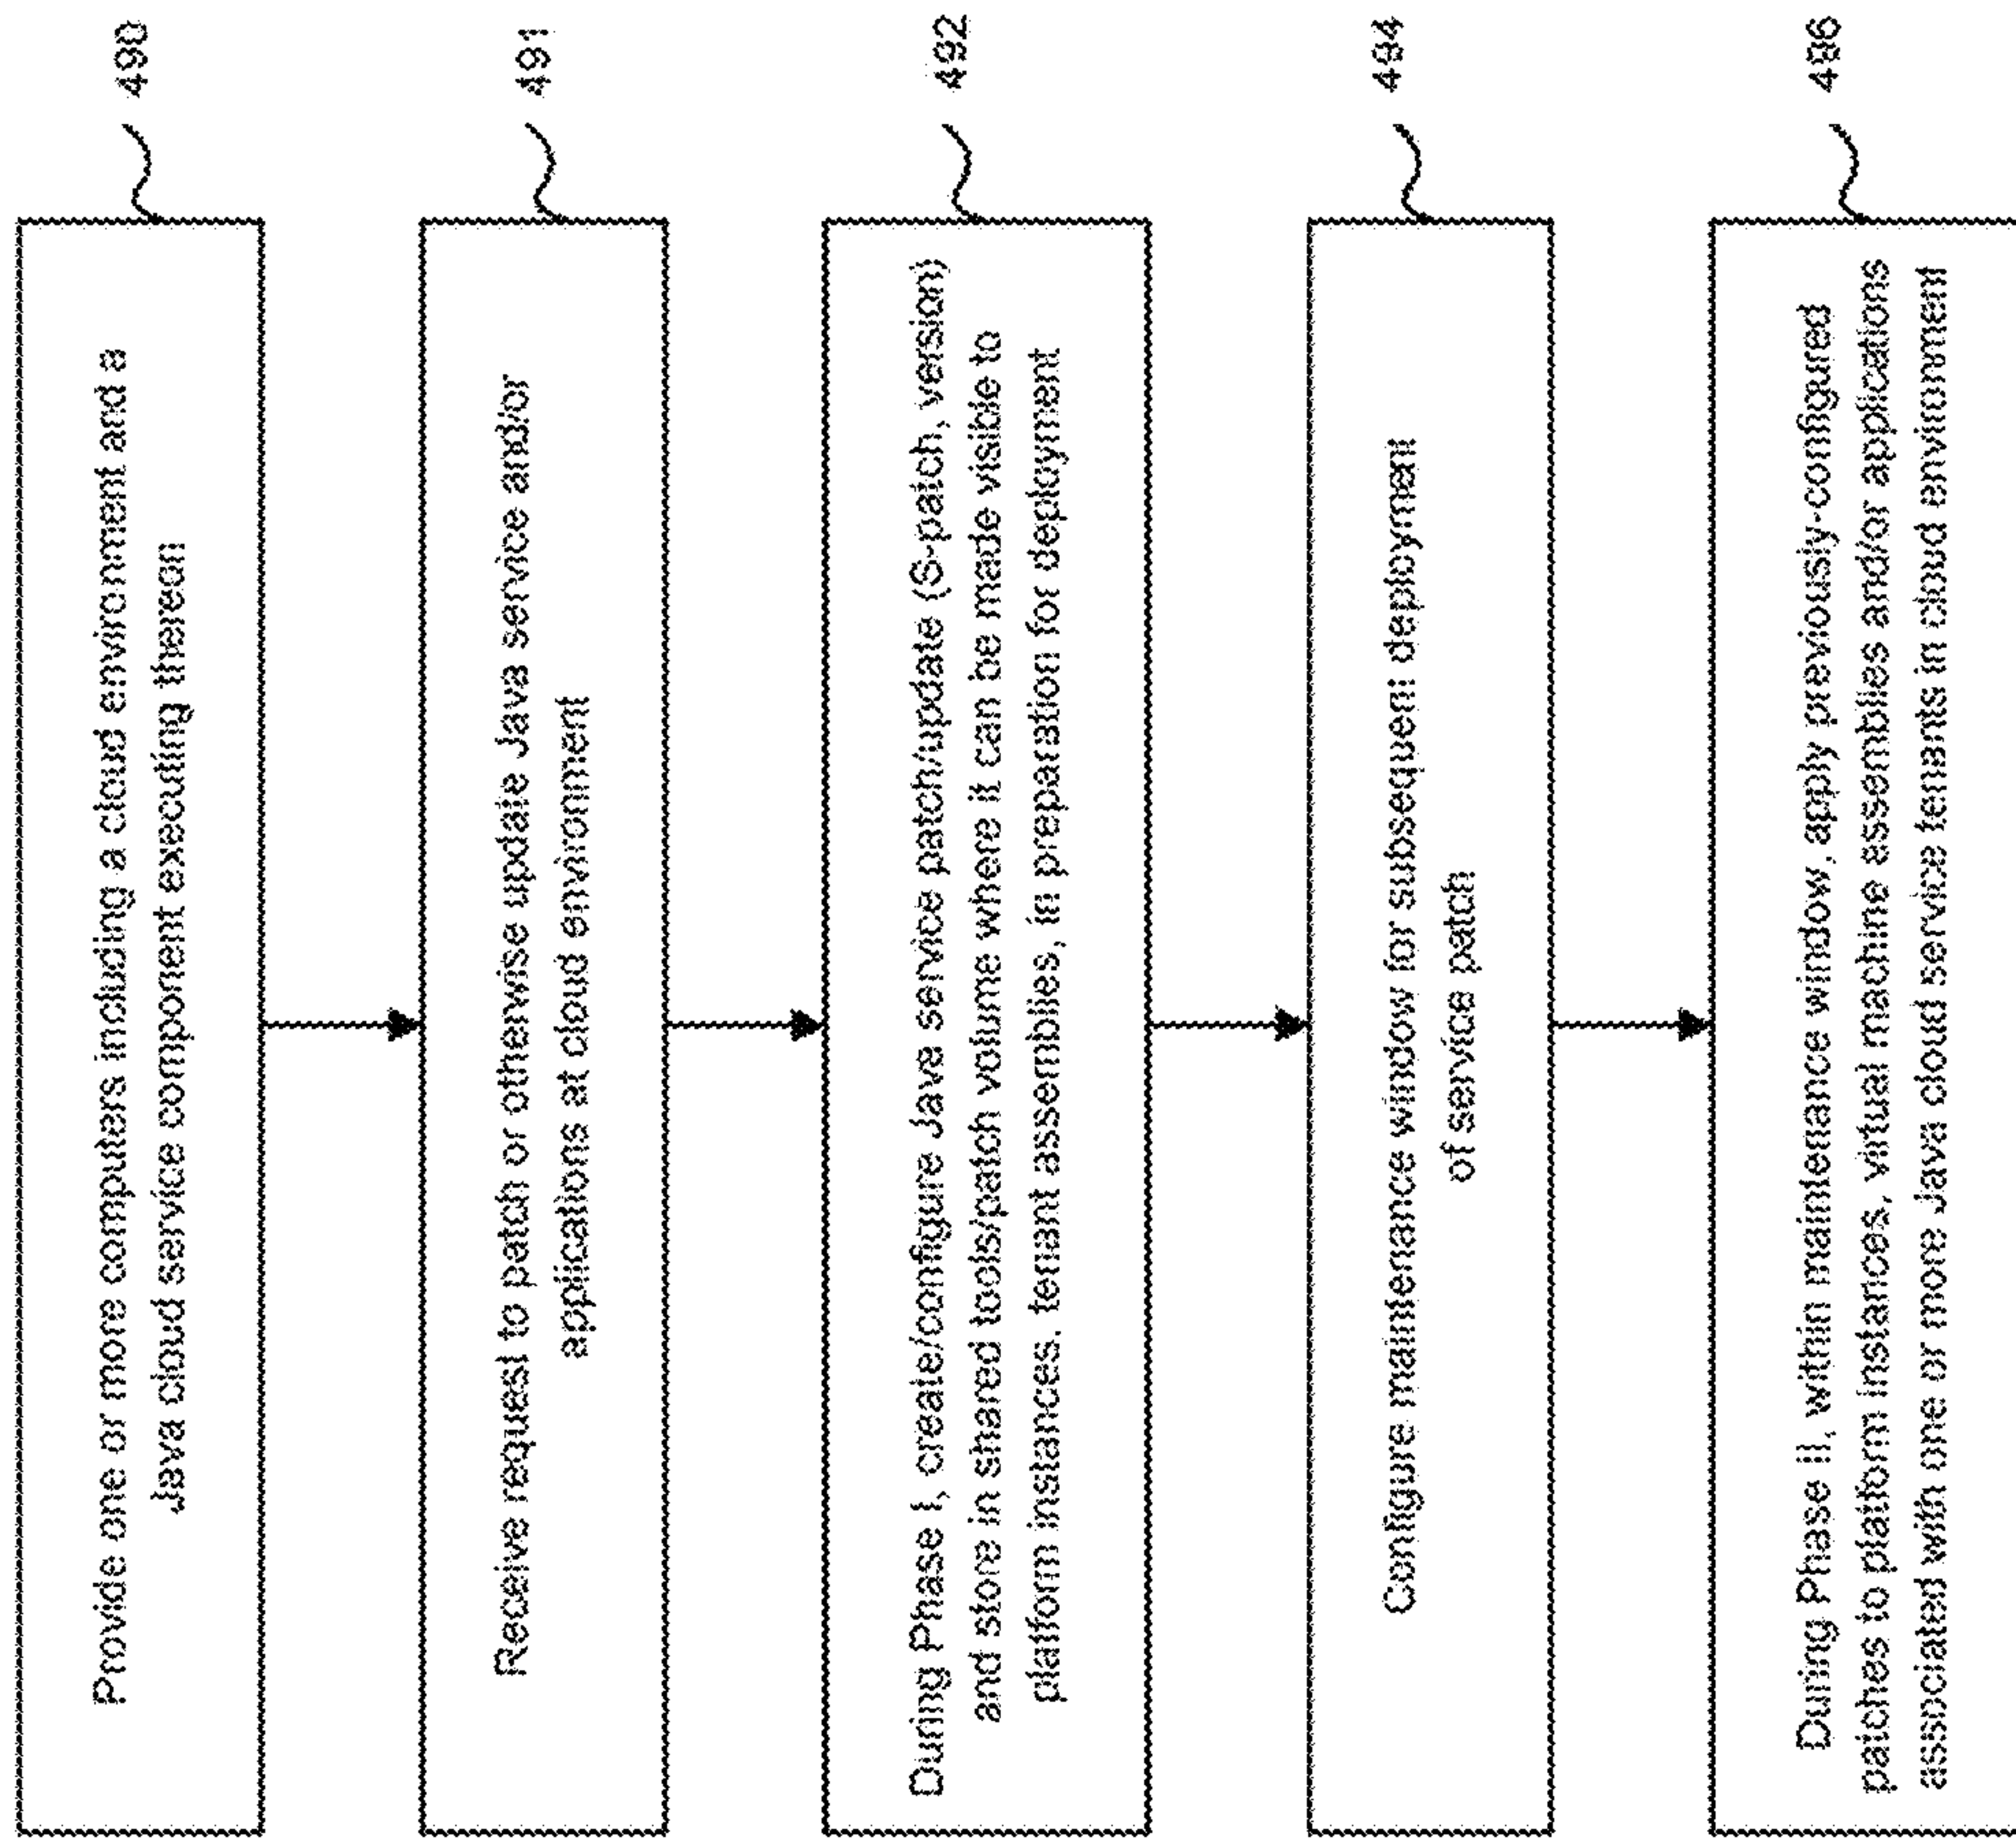 Provide one or more computers including a cloud environment and a
Java cloud service component executing thereon
490
Receive request to patch or otherwise update Java service and/or
applications at cloud environment
491
During Phase I, create/configure Java service patch/update (S-patch, version)
and store in shared tools/patch volume where it can be made visible to
platform instances, tenant assemblies, in preparation for deployment
492
Configure maintenance window for subsequent deployment
of service patch
494
During Phase II, within maintenance window, apply previously-configured
patches to platform instances, virtual machine assemblies and/or applications
associated with one or more Java cloud service tenants in cloud environment
496